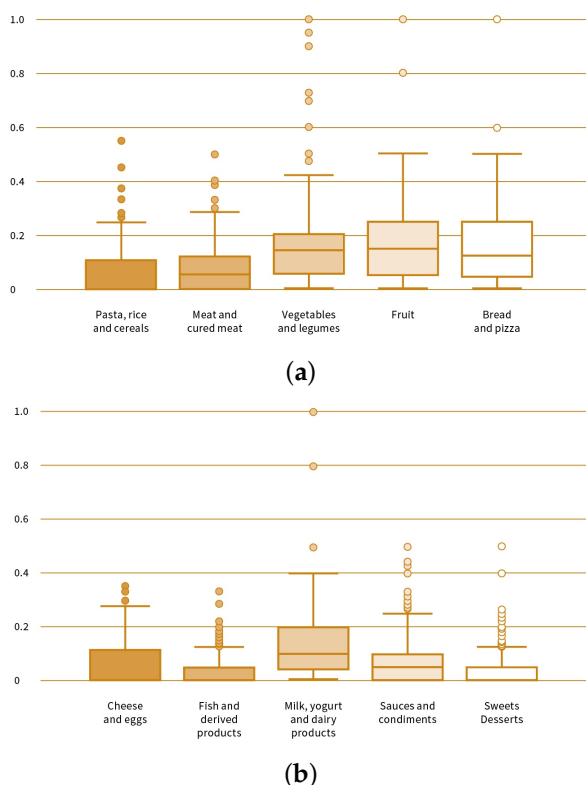 1.0
0.8
0.6
0.4
0.2
0
Pasta, rice
and cereals
Meat and
cured meat
Vegetables
and legumes
Fruit
Bread
and pizza
(a)
1.0
0.8
0.6
0.4
0.2
0
Cheese
and eggs
Fish and
derived
products
Milk, yogurt
and dairy
products
Sauces and
condiments
Sweets
Desserts
(b)